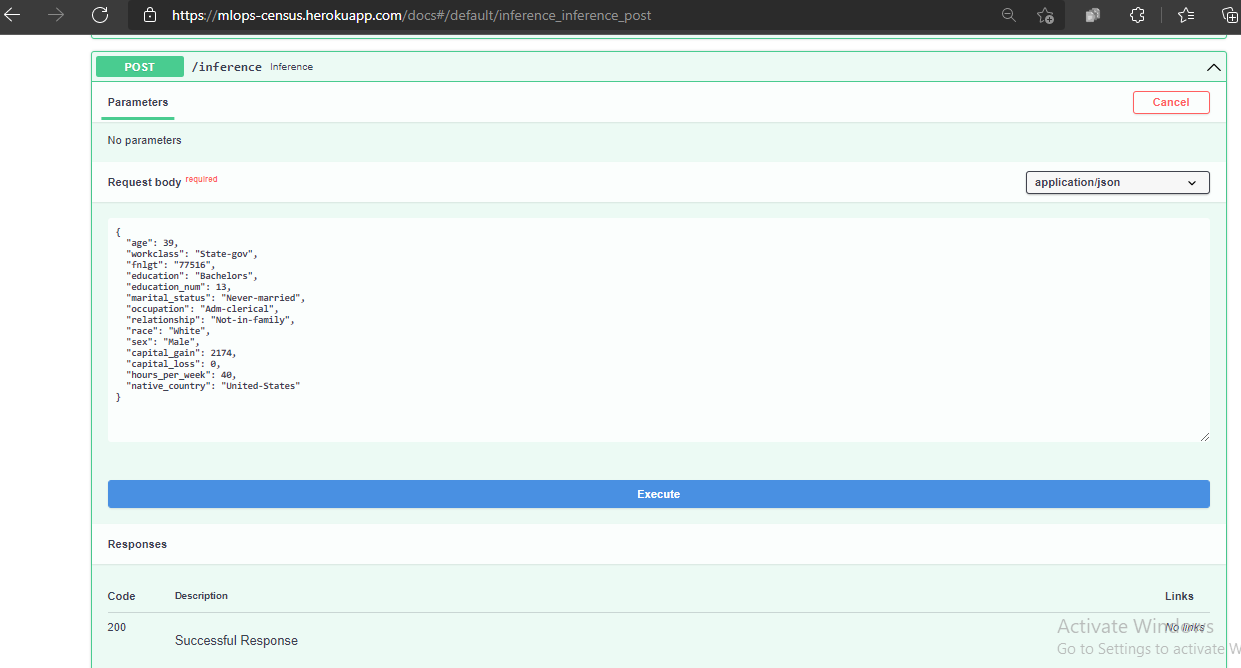 https://mlops-census.herokuapp.com/docs#/default/inference_inference_post
POST /inference Inference
Parameters Cancel
No parameters
Request body required application/json
{
"age": 39,
"workclass": "State-gov",
"fnlgt": "77516",
"education": "Bachelors",
"education_num": 13,
"marital_status": "Never-married",
"occupation": "Adm-clerical",
"relationship": "Not-in-family",
"race": "White",
"sex": "Male",
"capital_gain": 2174,
"capital_loss": 0,
"hours_per_week": 40,
"native_country": "United-States"
}
Execute
Responses
Code Description Links
200 No links
Successful Response
Activate Windows
Go to Settings to activate W